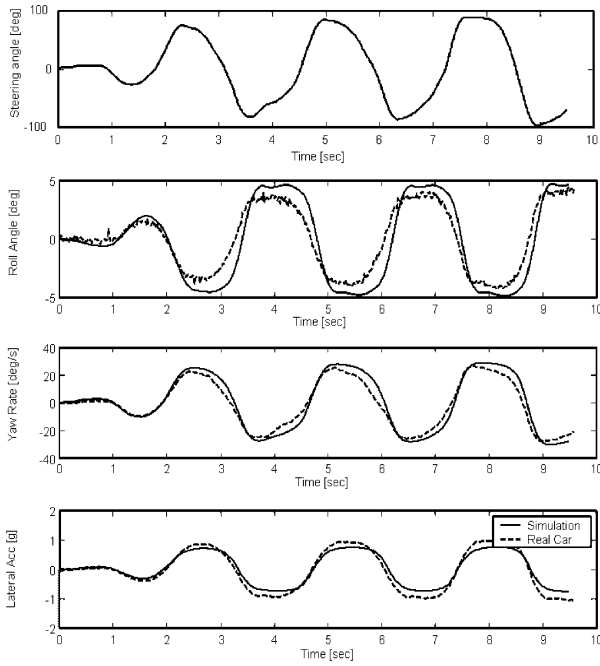 Steering angle [deg]
100
0
-100
0 1 2 3 4 5 6 7 8 9 10
Time [sec]
Roll Angle [deg]
5
0
-5
0 1 2 3 4 5 6 7 8 9 10
Time [sec]
Yaw Rate [deg/s]
40
20
0
-20
-40
0 1 2 3 4 5 6 7 8 9 10
Time [sec]
Lateral Acc [g]
2
1
0
-1
-2
0 1 2 3 4 5 6 7 8 9 10
Time [sec]
Simulation
Real Car